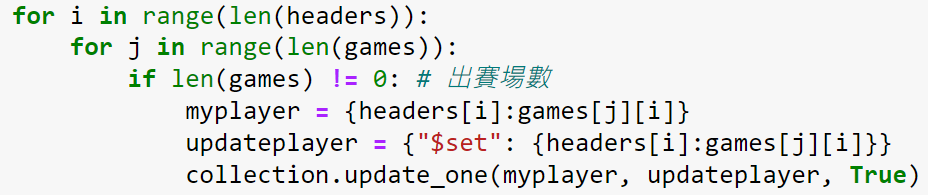 for i in range(len(headers)):
    for j in range(len(games)):
        if len(games) != 0: # 出賽場數
            myplayer = {headers[i]:games[j][i]}
            updateplayer = {"$set": {headers[i]:games[j][i]}}
            collection.update_one(myplayer, updateplayer, True)